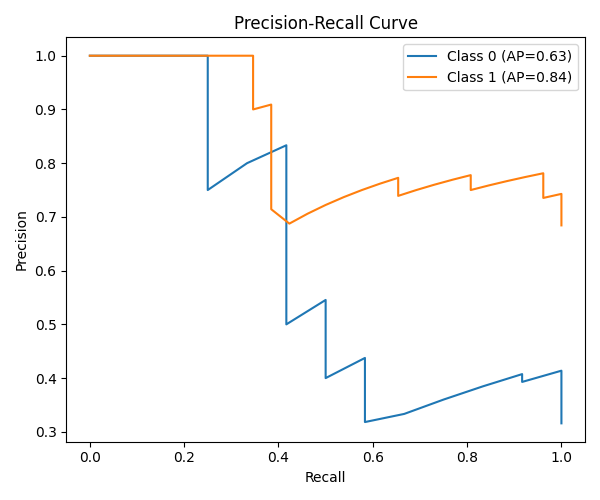 Precision-Recall Curve
Class 0 (AP=0.63)
Class 1 (AP=0.84)
Precision
1.0
0.9
0.8
0.7
0.6
0.5
0.4
0.3
0.0 0.2 0.4 0.6 0.8 1.0
Recall